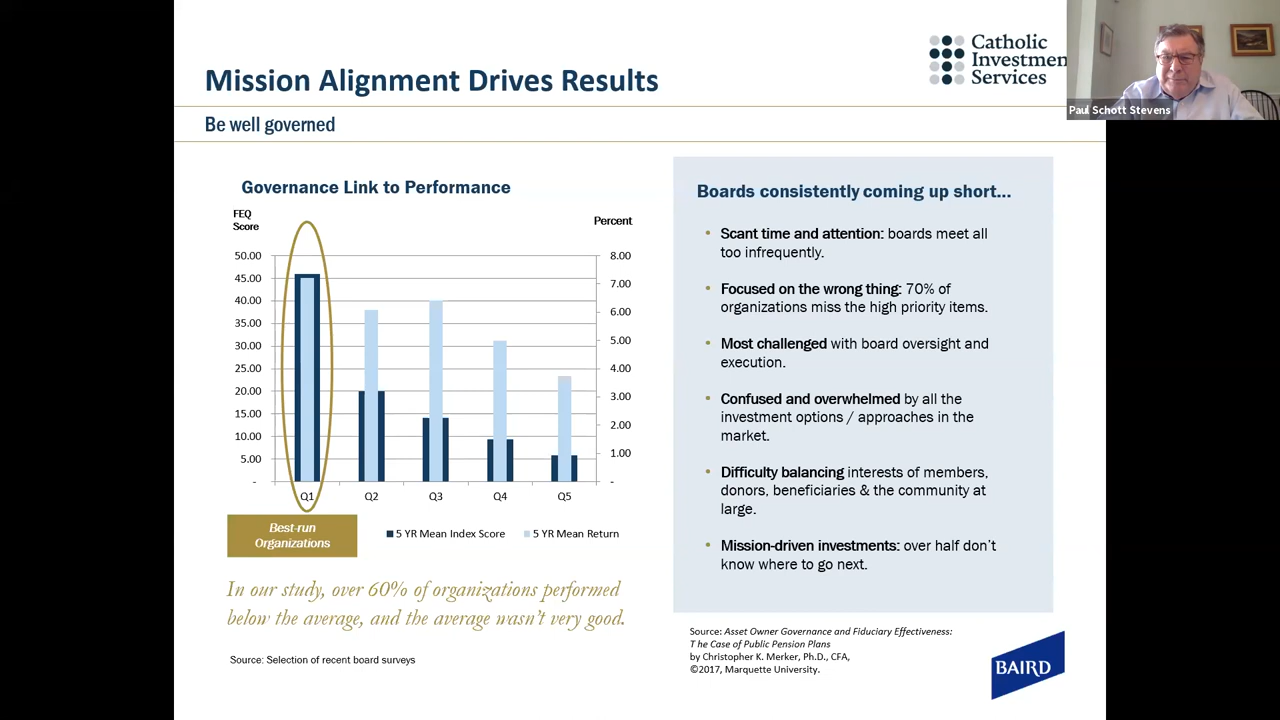 Mission Alignment Drives Results
Catholic
Investmen
Services
Paul Schott Stevens
Be well governed
Governance Link to Performance
FEQ
Score
Percent
50.00
45.00
40.00
35.00
30.00
25.00
20.00
15.00
10.00
5.00
-
8.00
7.00
6.00
5.00
4.00
3.00
2.00
1.00
-
Q1 Q2 Q3 Q4 Q5
Best-run
Organizations
5 YR Mean Index Score 5 YR Mean Return
In our study, over 60% of organizations performed
below the average, and the average wasn't very good.
Source: Selection of recent board surveys
Boards consistently coming up short...
• Scant time and attention: boards meet all
too infrequently.
• Focused on the wrong thing: 70% of
organizations miss the high priority items.
• Most challenged with board oversight and
execution.
• Confused and overwhelmed by all the
investment options / approaches in the
market.
• Difficulty balancing interests of members,
donors, beneficiaries & the community at
large.
• Mission-driven investments: over half don't
know where to go next.
Source: Asset Owner Governance and Fiduciary Effectiveness:
The Case of Public Pension Plans
by Christopher K. Merker, Ph.D., CFA,
©2017, Marquette University.
BAIRD